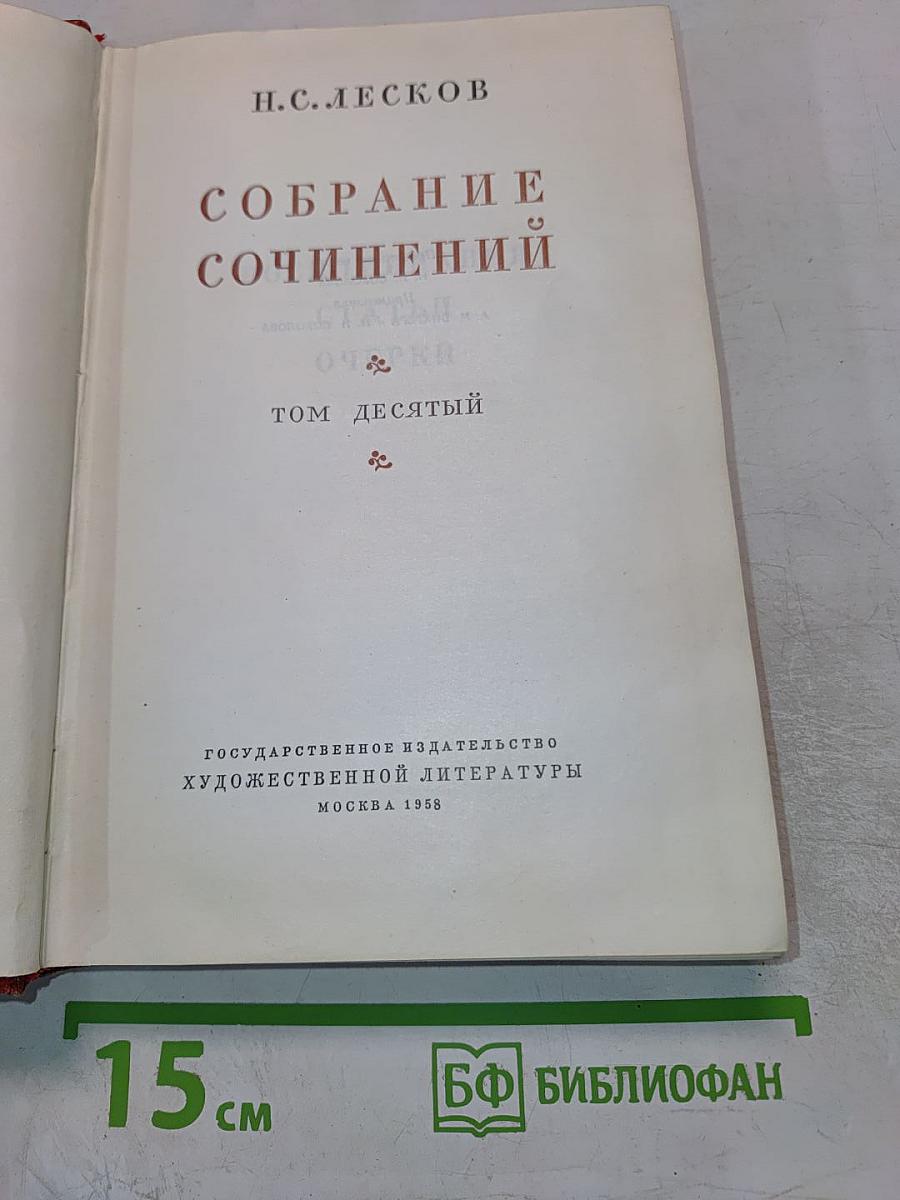 Н.С.ЛЕСКОВ
СОБРАНИЕ
СОЧИНЕНИЙ
ТОМ ДЕСЯТЫЙ
ГОСУДАРСТВЕННОЕ ИЗДАТЕЛЬСТВО
ХУДОЖЕСТВЕННОЙ ЛИТЕРАТУРЫ
МОСКВА 1958
15 см
БФ БИБЛИОФАН